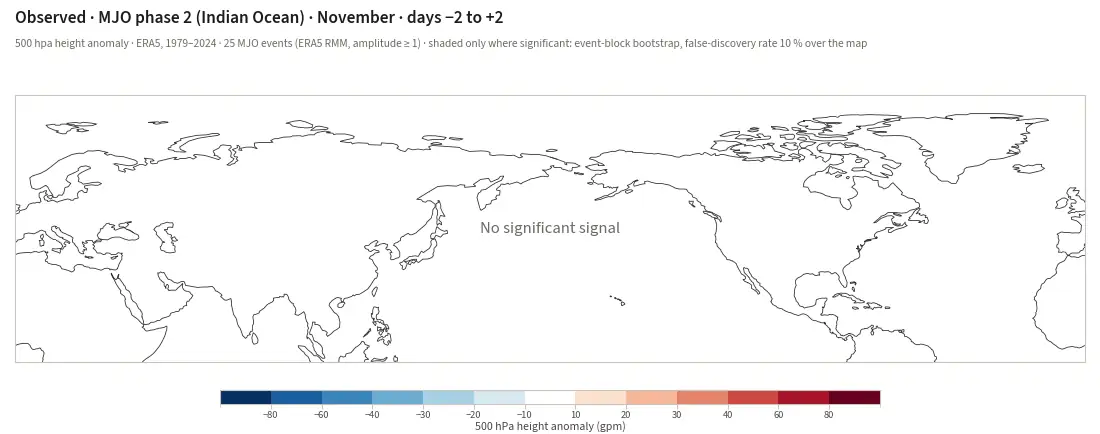 Observed · MJO phase 2 (Indian Ocean) · November · days −2 to +2
500 hpa height anomaly · ERA5, 1979–2024 · 25 MJO events (ERA5 RMM, amplitude ≥ 1) · shaded only where significant: event-block bootstrap, false-discovery rate 10 % over the map
No significant signal
−80 −60 −40 −30 −20 −10 10 20 30 40 60 80
500 hPa height anomaly (gpm)